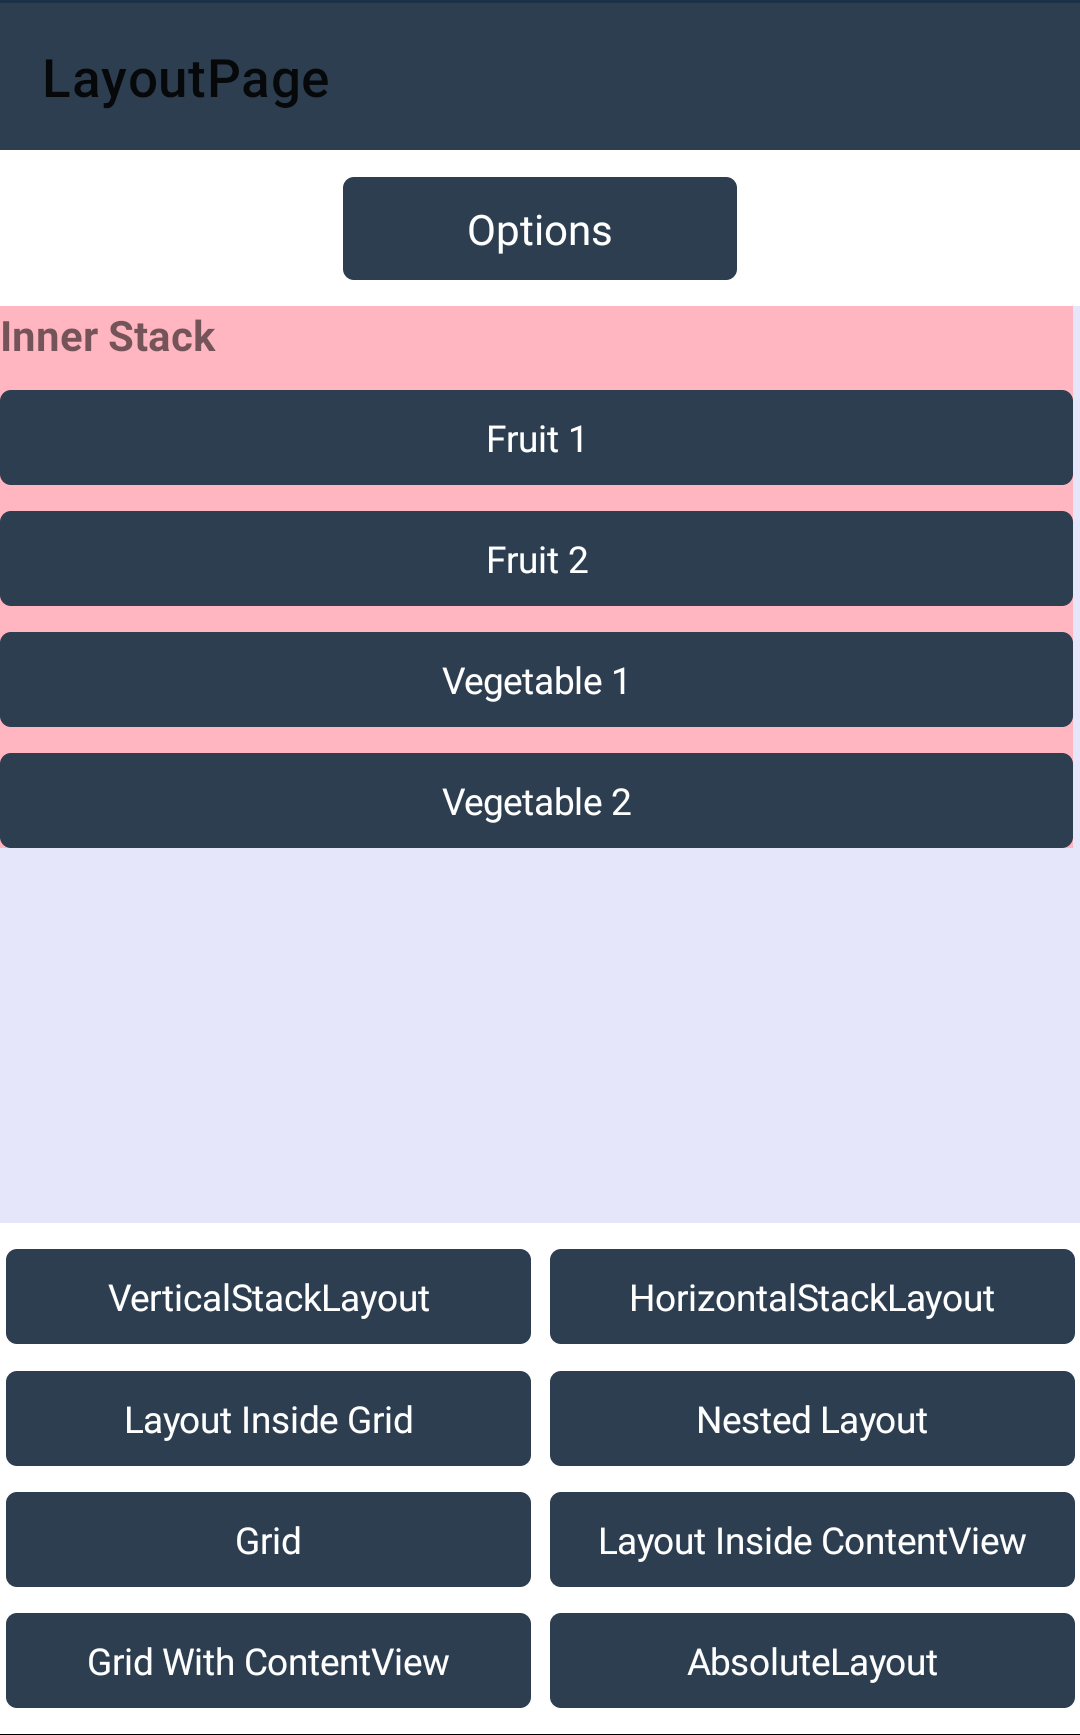 LayoutPage
Options
Inner Stack
Fruit 1
Fruit 2
Vegetable 1
Vegetable 2
VerticalStackLayout
HorizontalStackLayout
Layout Inside Grid
Nested Layout
Grid
Layout Inside ContentView
Grid With ContentView
AbsoluteLayout